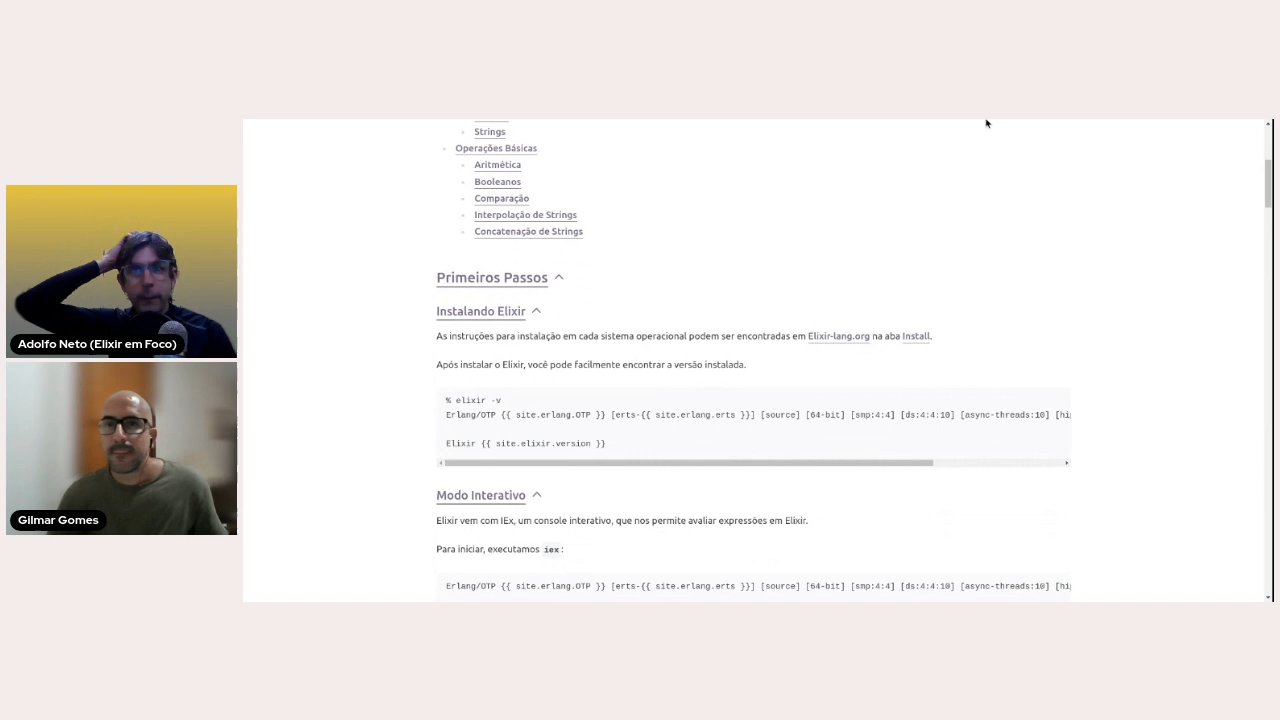 Strings
Operações Básicas
Aritmética
Booleanos
Comparação
Interpolação de Strings
Concatenação de Strings
Primeiros Passos
Instalando Elixir
As instruções para instalação em cada sistema operacional podem ser encontradas em Elixir-lang.org na aba Install.
Após instalar o Elixir, você pode facilmente encontrar a versão instalada.
% elixir -v
Erlang/OTP {{ site.erlang.OTP }} [erts-{{ site.erlang.erts }}] [source] [64-bit] [smp:4:4] [ds:4:4:10] [async-threads:10] [hi
Elixir {{ site.elixir.version }}
Modo Interativo
Elixir vem com IEx, um console interativo, que nos permite avaliar expressões em Elixir.
Para iniciar, executamos iex:
Erlang/OTP {{ site.erlang.OTP }} [erts-{{ site.erlang.erts }}] [source] [64-bit] [smp:4:4] [ds:4:4:10] [async-threads:10] [hi
Adolfo Neto (Elixir em Foco)
Gilmar Gomes